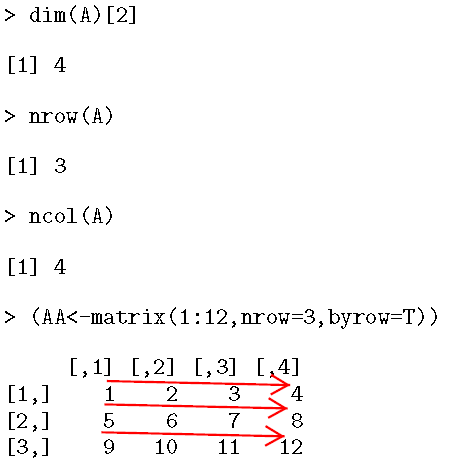 > dim(A)[2]
[1] 4
> nrow(A)
[1] 3
> ncol(A)
[1] 4
> (AA<-matrix(1:12,nrow=3,byrow=T))
[,1] [,2] [,3] [,4]
[1,] 1 2 3 4
[2,] 5 6 7 8
[3,] 9 10 11 12